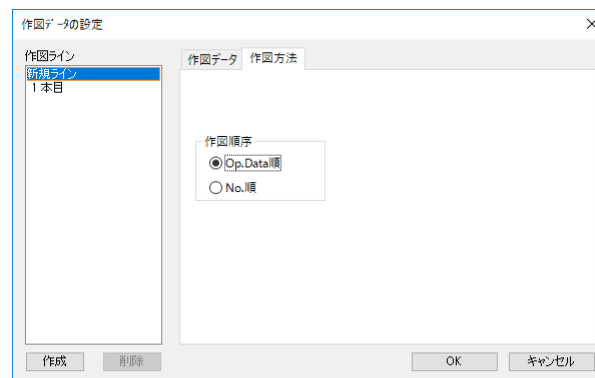 作図ﾃﾞｰﾀの設定
作図ライン
新規ライン
1本目
作図データ
作図方法
作図順序
Op.Data順
No.順
作成
削除
OK
キャンセル